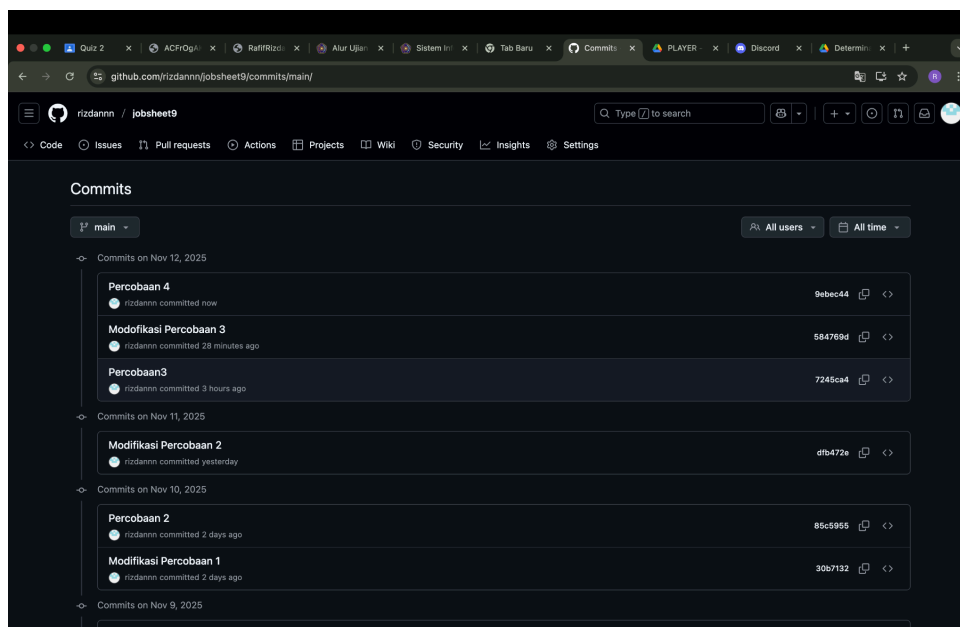 Quiz 2
RafifRizda
Alur Ujian
Sistem Inf
Tab Baru
Commits
PLAYER -
Discord
Determin
github.com/rizdannn/jobsheet9/commits/main/
R
rizdannn / jobsheet9
Type / to search
Code Issues Pull requests Actions Projects Wiki Security Insights Settings
Commits
main
All users
All time
Commits on Nov 12, 2025
Percobaan 4
9ebec44
rizdannn committed now
Modofikasi Percobaan 3
584769d
rizdannn committed 28 minutes ago
Percobaan3
7245ca4
rizdannn committed 3 hours ago
Commits on Nov 11, 2025
Modifikasi Percobaan 2
dfb472e
rizdannn committed yesterday
Commits on Nov 10, 2025
Percobaan 2
85c5955
rizdannn committed 2 days ago
Modifikasi Percobaan 1
30b7132
rizdannn committed 2 days ago
Commits on Nov 9, 2025